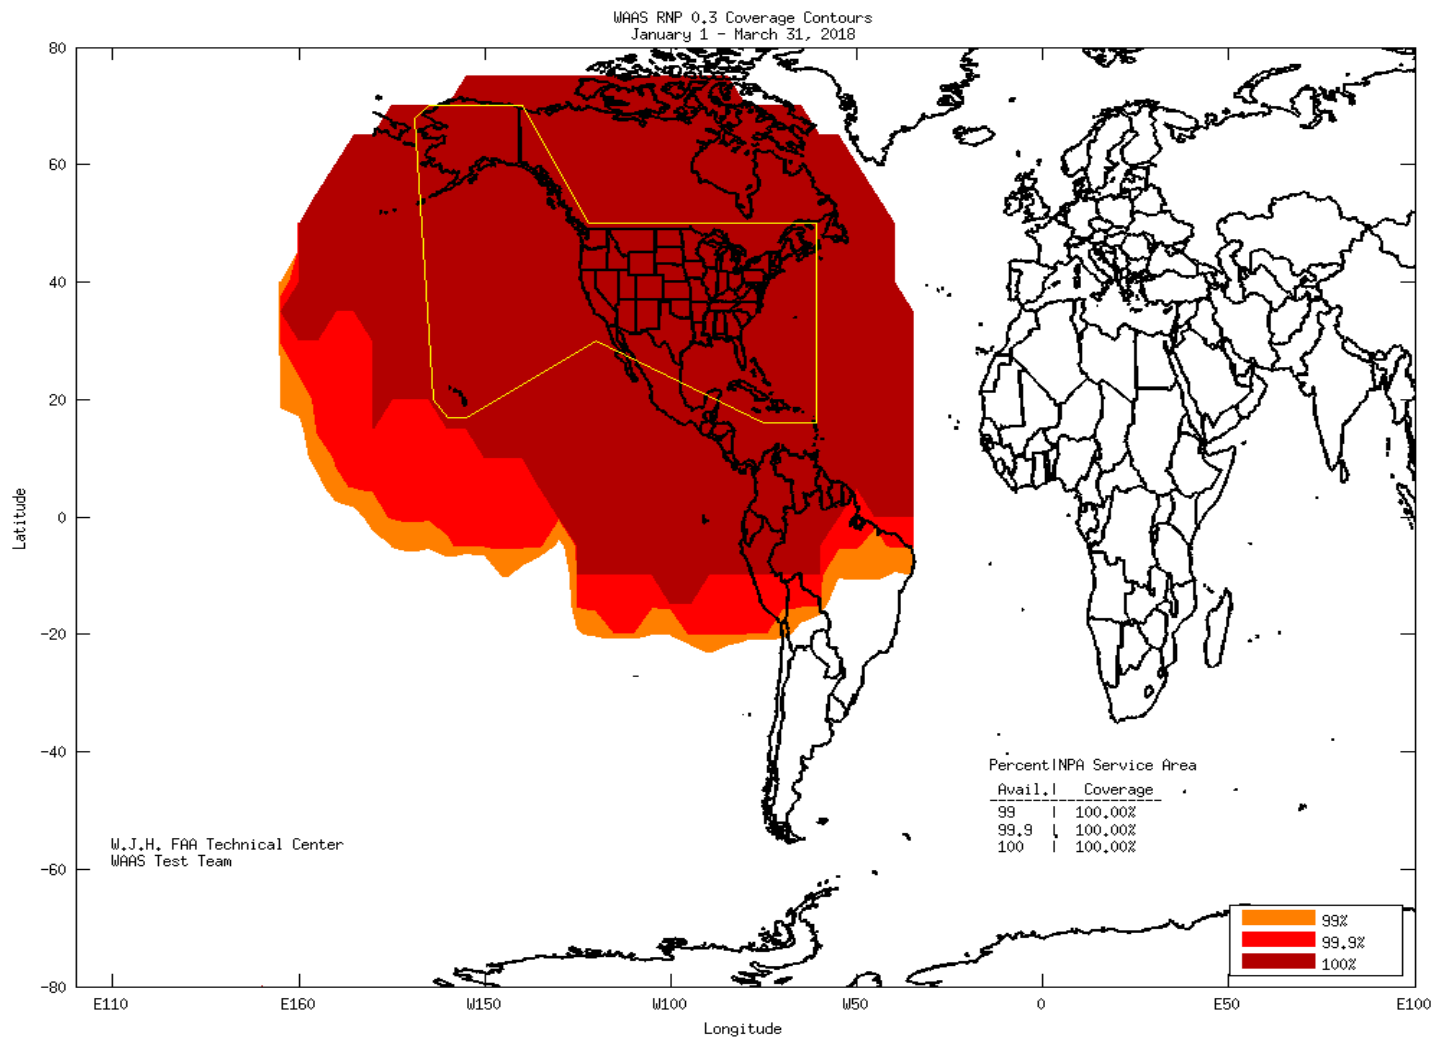 WAAS RNP 0.3 Coverage Contours
January 1 - March 31, 2018
80
60
40
20
0
-20
-40
-60
-80
Latitude
E110
E160
W150
W100
W50
0
E50
E100
Longitude
Percent|NPA Service Area
Avail.| Coverage
99 | 100.00%
99.9 | 100.00%
100 | 100.00%
W.J.H. FAA Technical Center
WAAS Test Team
99%
99.9%
100%